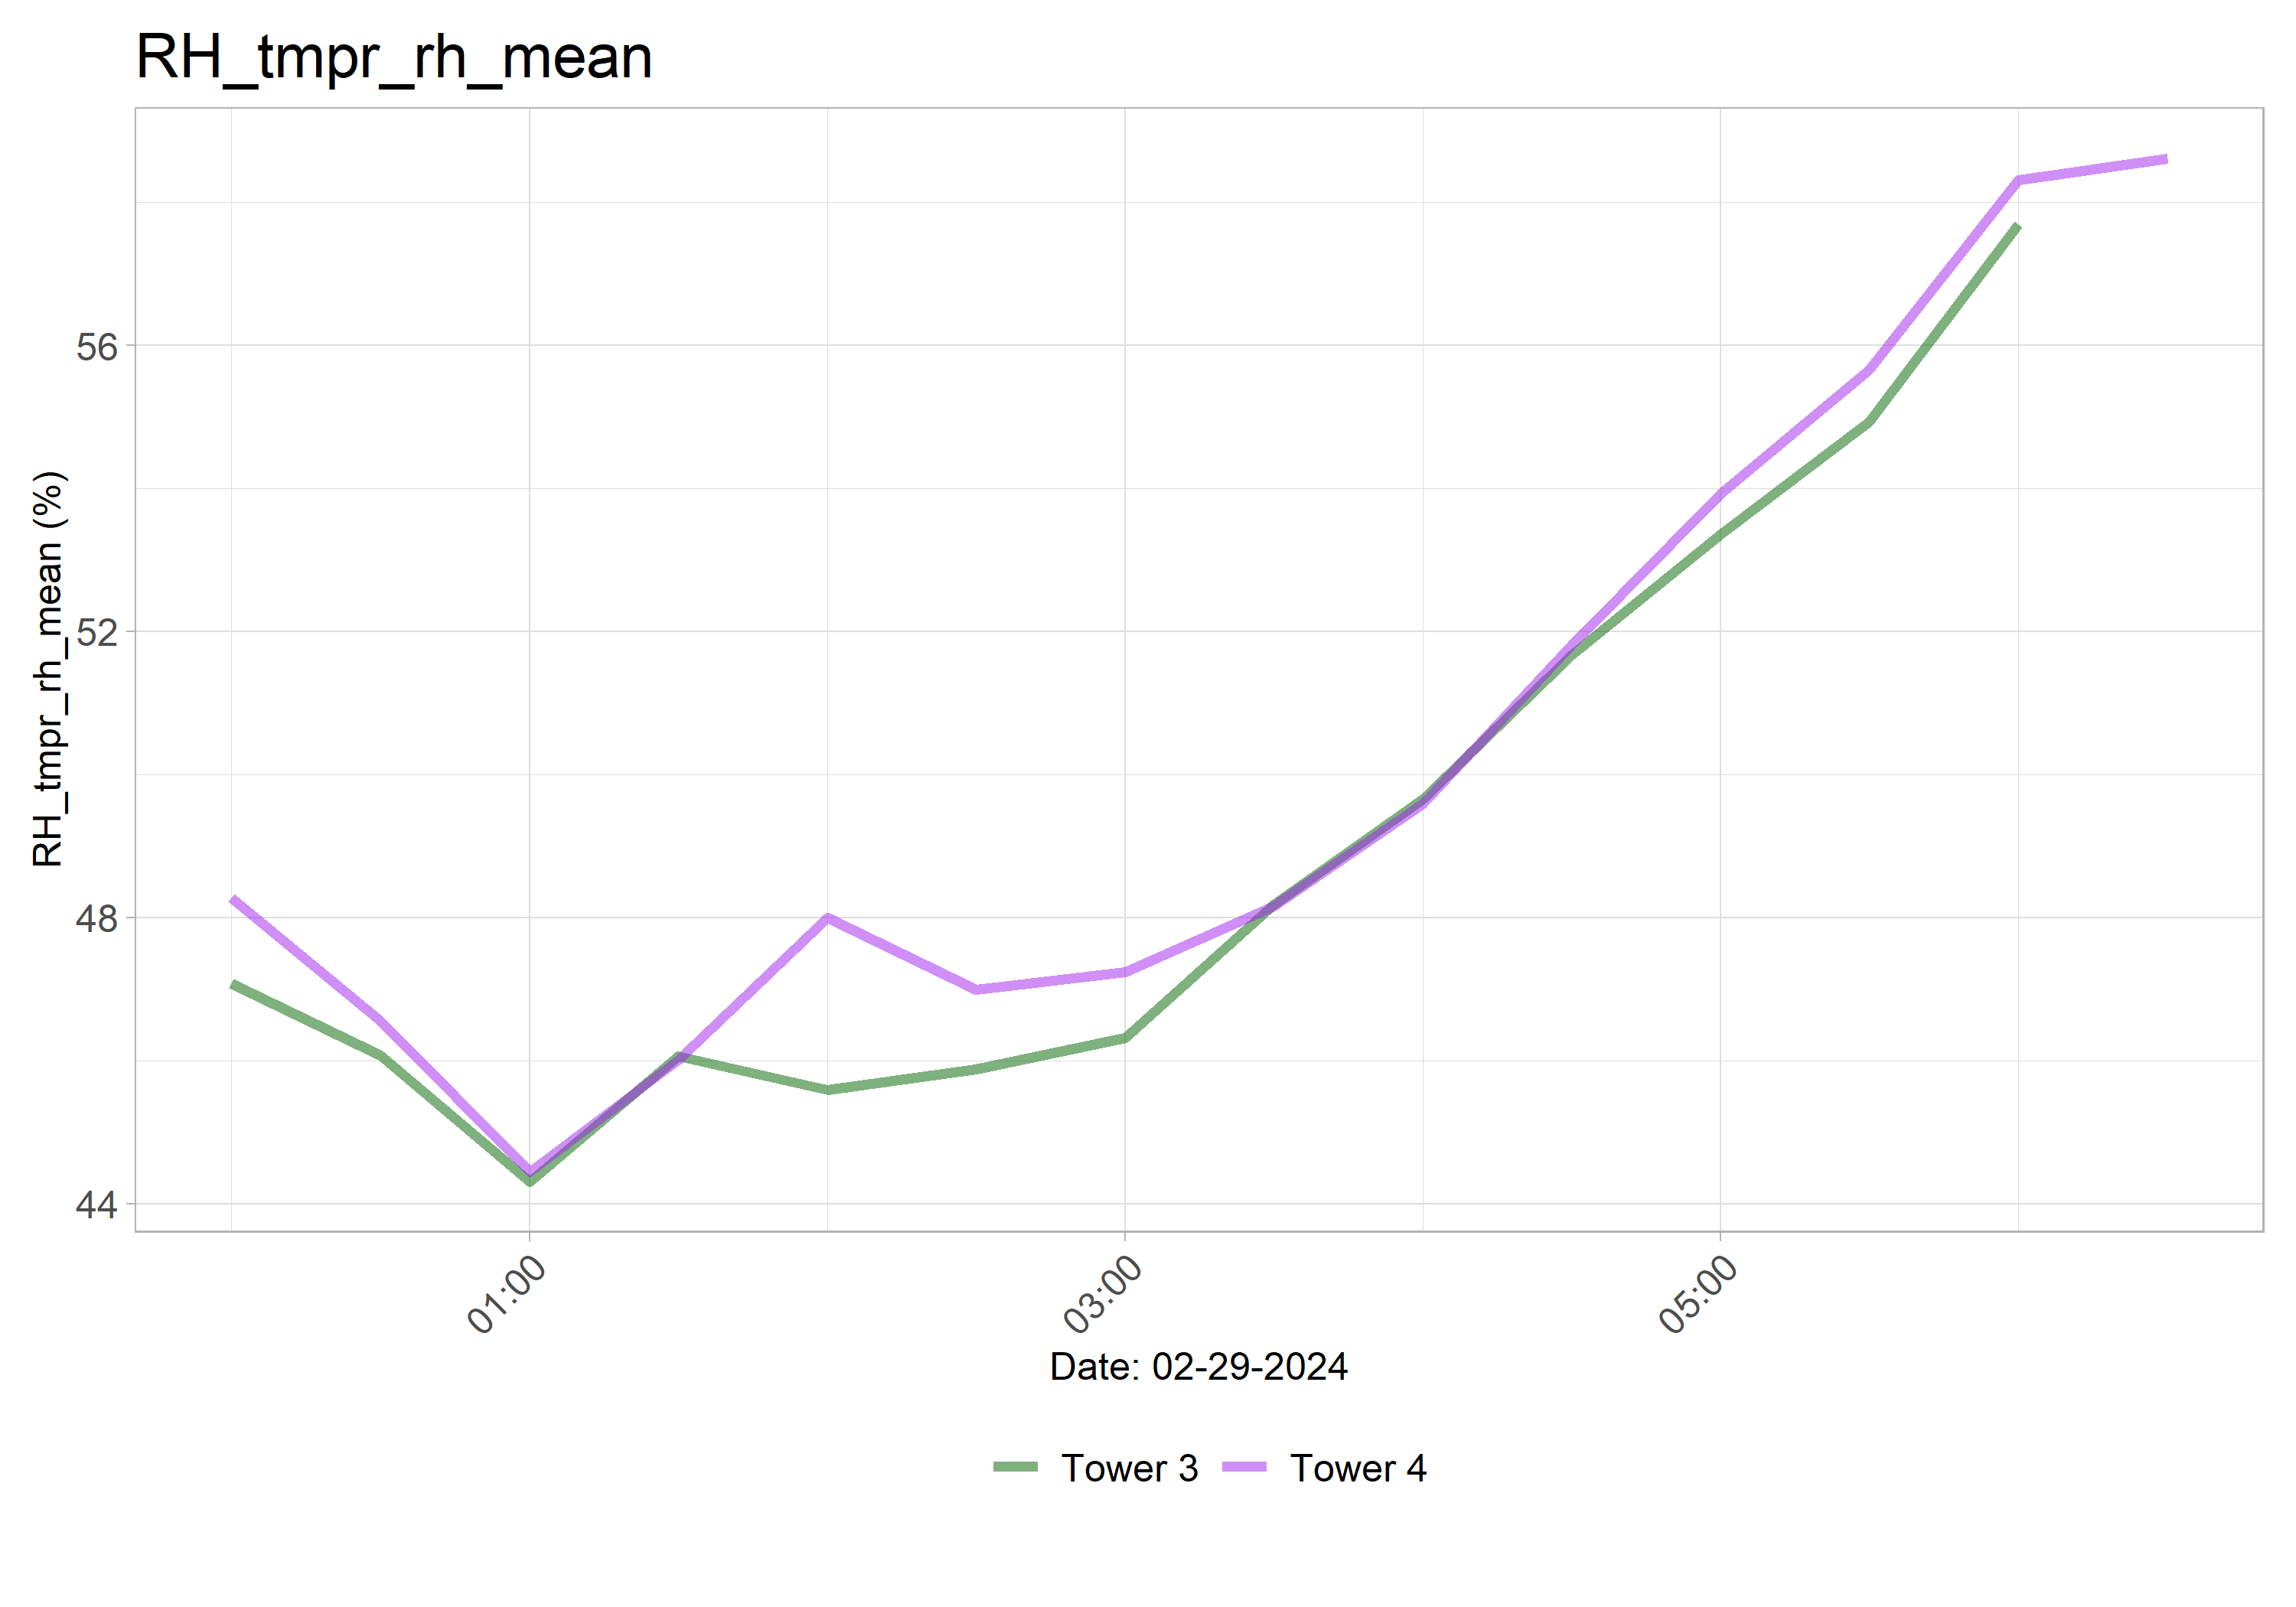 RH_tmpr_rh_mean
RH_tmpr_rh_mean (%)
56
52
48
44
01:00
03:00
05:00
Date: 02-29-2024
Tower 3
Tower 4